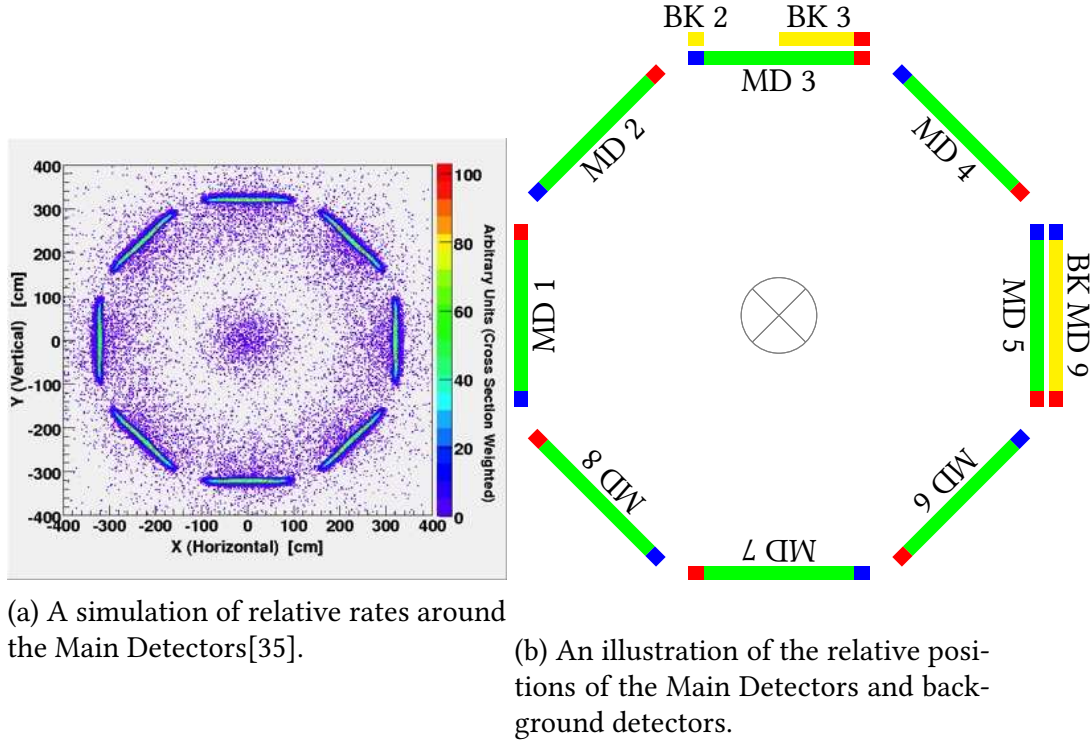 BK 2
BK 3
MD 3
MD 2
MD 4
MD 1
MD 5
BK MD 9
MD 8
MD 6
MD 7
400
300
200
100
0
-100
-200
-300
-400
Y (Vertical) [cm]
-400 -300 -200 -100 0 100 200 300 400
X (Horizontal) [cm]
100
80
60
40
20
0
Arbitrary Units (Cross Section Weighted)
(a) A simulation of relative rates around
the Main Detectors[35].
(b) An illustration of the relative posi-
tions of the Main Detectors and back-
ground detectors.